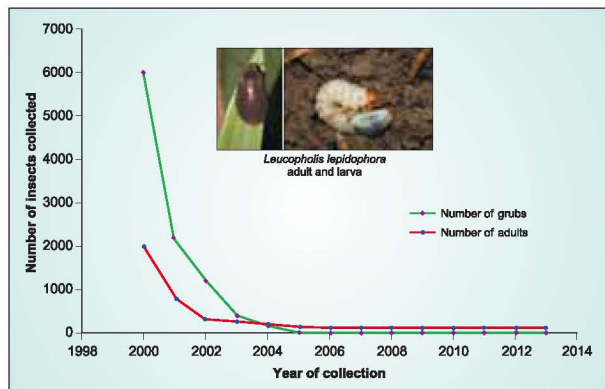 7000
6000
5000
4000
3000
2000
1000
0
Number of insects collected
Leucopholis lepidophora
adult and larva
Number of grubs
Number of adults
1998
2000
2002
2004
2006
2008
2010
2012
2014
Year of collection